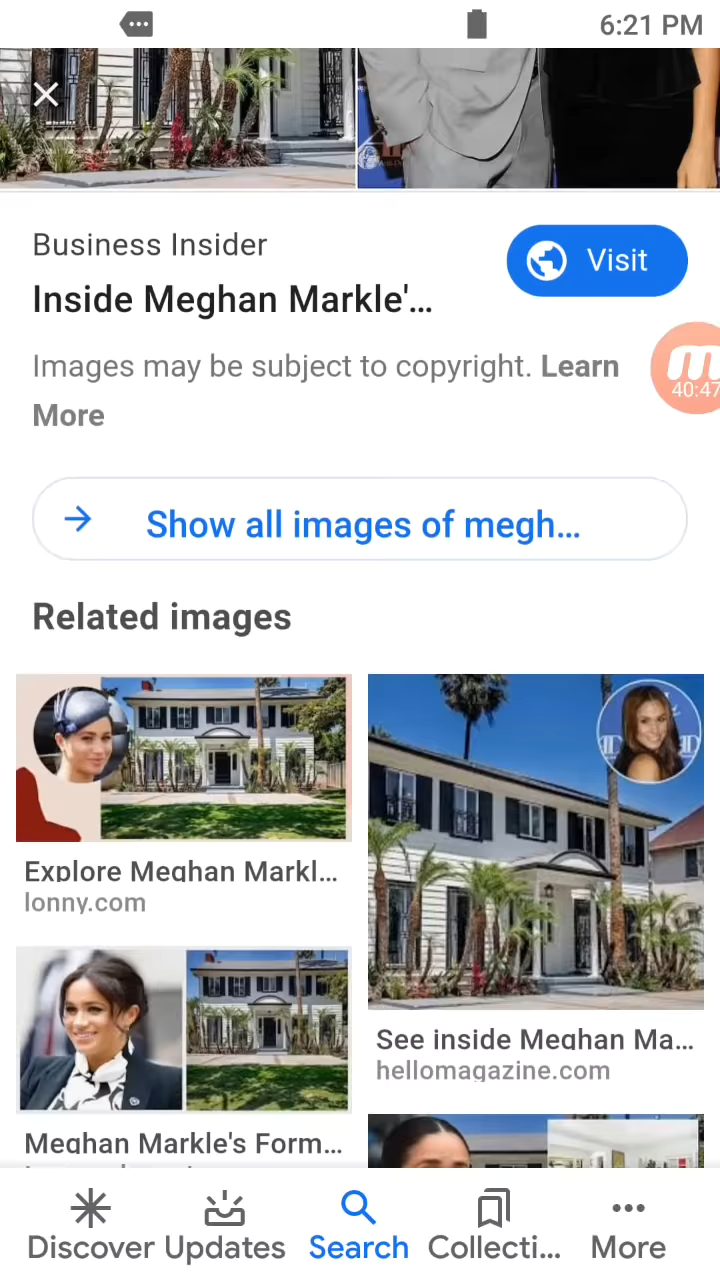 6:21 PM
Business Insider
Visit
Inside Meghan Markle'...
Images may be subject to copyright. Learn
More
40:47
Show all images of megh...
Related images
Explore Meghan Markl...
lonny.com
See inside Meghan Ma...
hellomagazine.com
Meghan Markle's Form...
Discover
Updates
Search
Collecti...
More